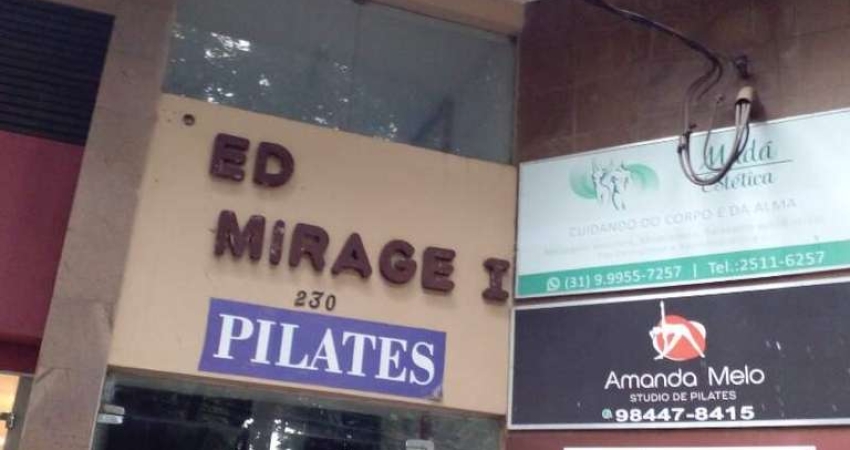 ED
MIRAGE I
230
PILATES
Madá
Estética
CUIDANDO DO CORPO E DA ALMA
(31) 9.9955-7257 | Tel.:2511-6257
Amanda Melo
STUDIO DE PILATES
98447-8415